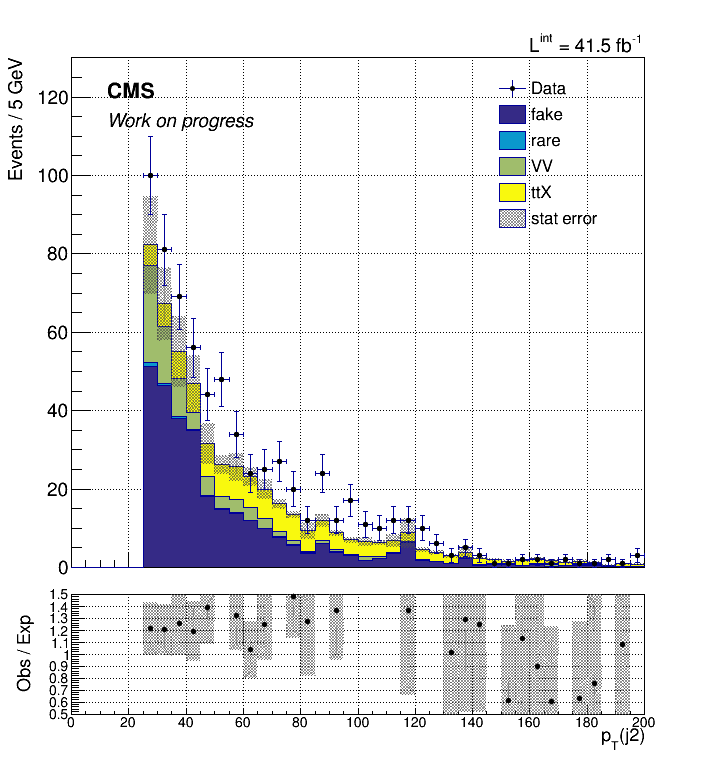 L^int = 41.5 fb^-1
Events / 5 GeV
CMS
Work on progress
Data
fake
rare
VV
ttX
stat error
120
100
80
60
40
20
0
Obs / Exp
1.5
1.4
1.3
1.2
1.1
1
0.9
0.8
0.7
0.6
0.5
0 20 40 60 80 100 120 140 160 180 200
p_T(j2)